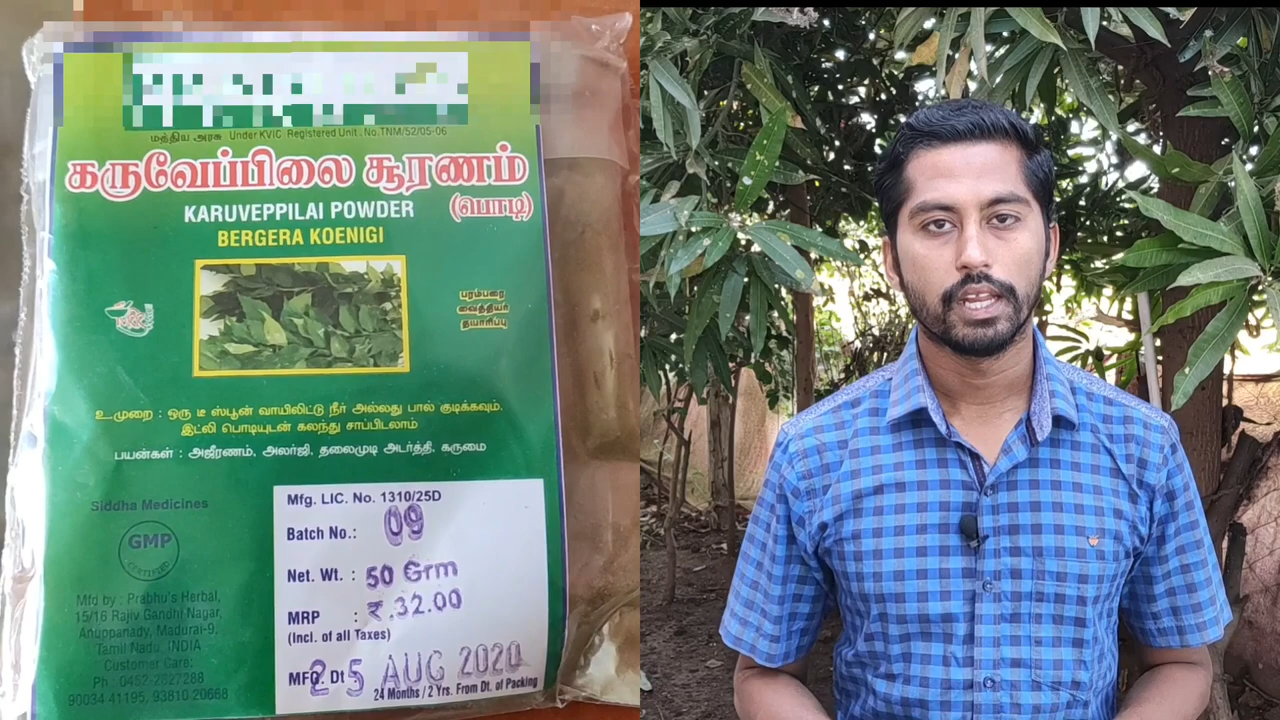 மத்திய அரசு Under KVIC Registered Unit . No.TNM/52/05-06
கருவேப்பிலை சூரணம்
(பொடி)
KARUVEPPILAI POWDER
BERGERA KOENIGI
பரம்பரை
வைத்தியர்
தயாரிப்பு
உ.முறை : ஒரு டீ ஸ்பூன் வாயிலிட்டு நீர் அல்லது பால் குடிக்கவும்.
இட்லி பொடியுடன் கலந்து சாப்பிடலாம்
பயன்கள் : அஜீரணம், அலர்ஜி, தலைமுடி அடர்த்தி, கருமை
Siddha Medicines
GMP
CERTIFIED
Mfd by : Prabhu's Herbal,
15/16 Rajiv Gandhi Nagar,
Anuppanady, Madurai-9,
Tamil Nadu, INDIA
Customer Care:
Ph : 0452-2627288
90034 41195, 93810 20668
Mfg. LIC. No. 1310/25D
Batch No.: 09
Net. Wt. : 50 Grm
MRP : ₹.32.00
(Incl. of all Taxes)
MFG. Dt 25 AUG 2020
24 Months / 2 Yrs. From Dt. of Packing